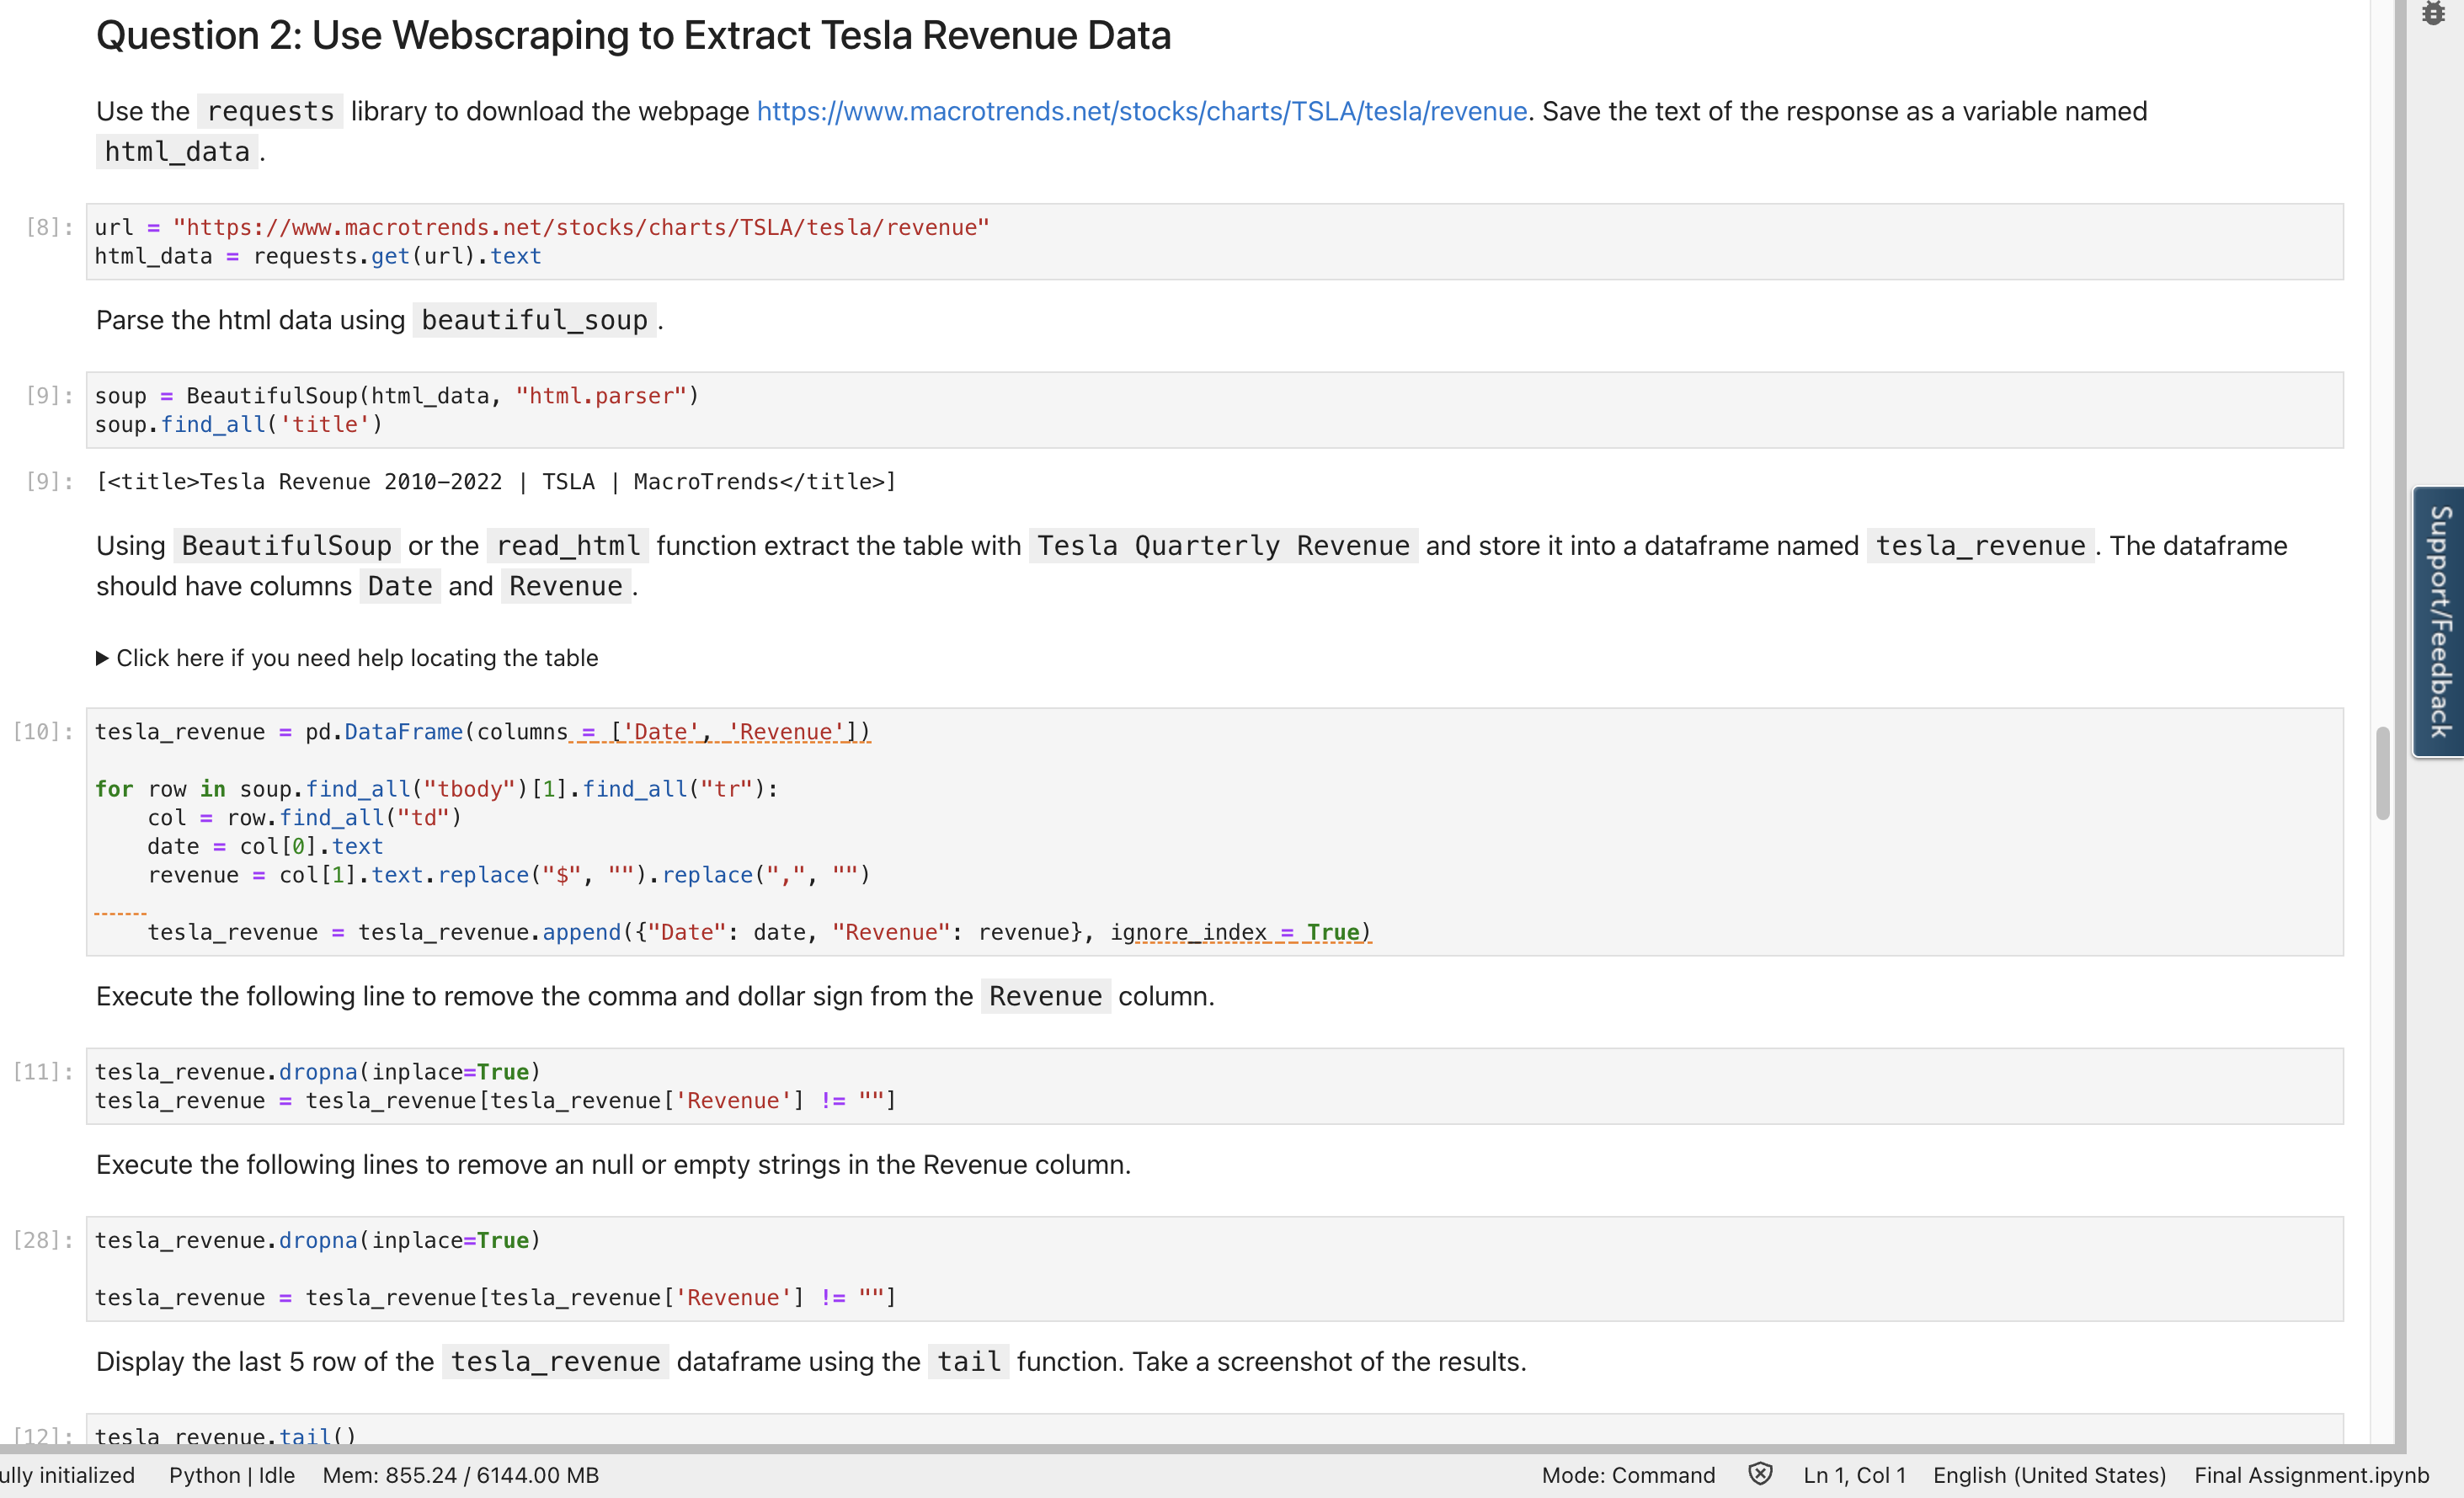 Question 2: Use Webscraping to Extract Tesla Revenue Data
Use the requests library to download the webpage https://www.macrotrends.net/stocks/charts/TSLA/tesla/revenue. Save the text of the response as a variable named
html_data.
[8]: url = "https://www.macrotrends.net/stocks/charts/TSLA/tesla/revenue"
html_data = requests.get(url).text
Parse the html data using beautiful_soup.
[9]: soup = BeautifulSoup(html_data, "html.parser")
soup.find_all('title')
[9]: [<title>Tesla Revenue 2010-2022 | TSLA | MacroTrends</title>]
Using BeautifulSoup or the read_html function extract the table with Tesla Quarterly Revenue and store it into a dataframe named tesla_revenue. The dataframe
should have columns Date and Revenue.
▶ Click here if you need help locating the table
[10]: tesla_revenue = pd.DataFrame(columns = ['Date', 'Revenue'])
for row in soup.find_all("tbody")[1].find_all("tr"):
    col = row.find_all("td")
    date = col[0].text
    revenue = col[1].text.replace("$", "").replace(",", "")
    tesla_revenue = tesla_revenue.append({"Date": date, "Revenue": revenue}, ignore_index = True)
Execute the following line to remove the comma and dollar sign from the Revenue column.
[11]: tesla_revenue.dropna(inplace=True)
tesla_revenue = tesla_revenue[tesla_revenue['Revenue'] != ""]
Execute the following lines to remove an null or empty strings in the Revenue column.
[28]: tesla_revenue.dropna(inplace=True)
tesla_revenue = tesla_revenue[tesla_revenue['Revenue'] != ""]
Display the last 5 row of the tesla_revenue dataframe using the tail function. Take a screenshot of the results.
[12]: tesla_revenue.tail()
Support/Feedback
ully initialized Python | Idle Mem: 855.24 / 6144.00 MB Mode: Command Ln 1, Col 1 English (United States) Final Assignment.ipynb